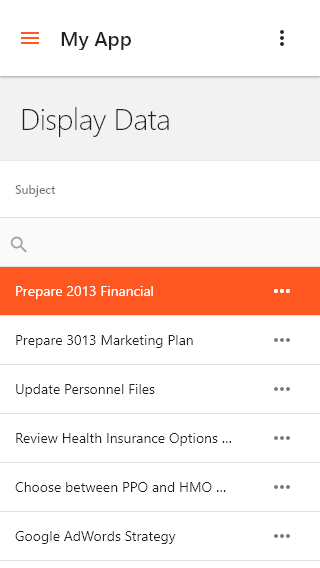 My App
Display Data
Subject
Prepare 2013 Financial
Prepare 3013 Marketing Plan
Update Personnel Files
Review Health Insurance Options ...
Choose between PPO and HMO ...
Google AdWords Strategy